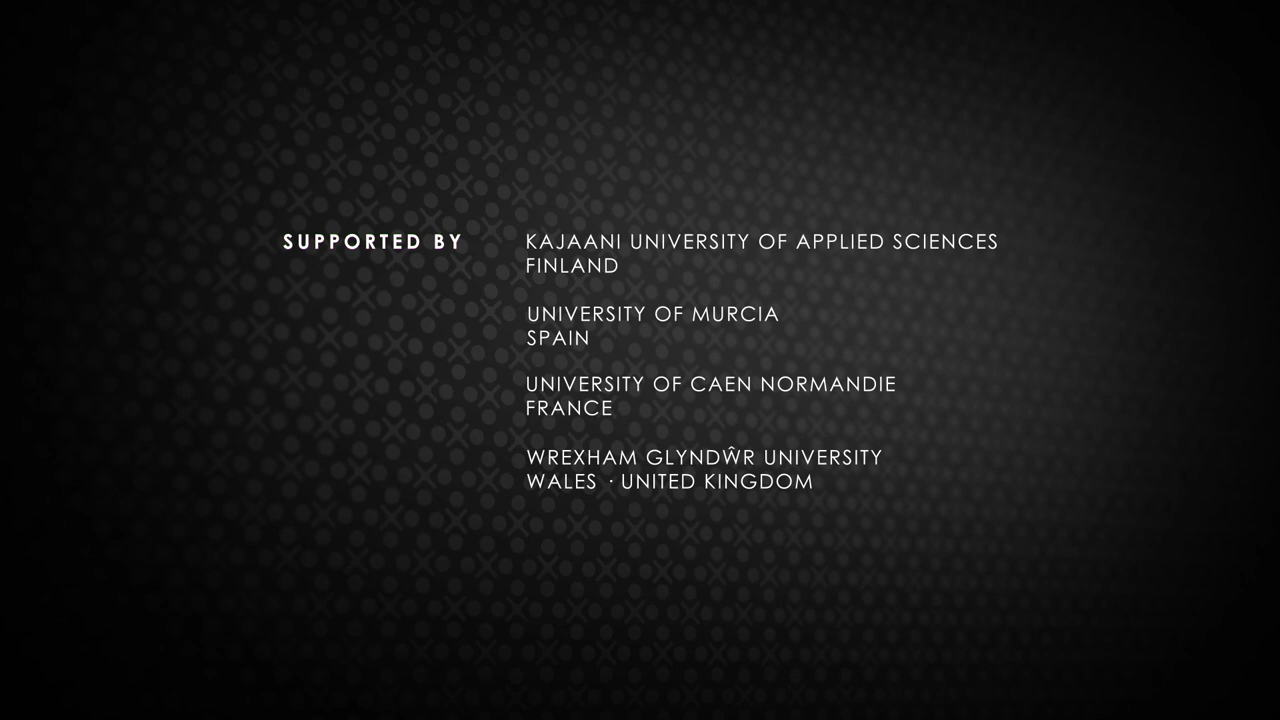 SUPPORTED BY
KAJAANI UNIVERSITY OF APPLIED SCIENCES
FINLAND
UNIVERSITY OF MURCIA
SPAIN
UNIVERSITY OF CAEN NORMANDIE
FRANCE
WREXHAM GLYNDŴR UNIVERSITY
WALES · UNITED KINGDOM